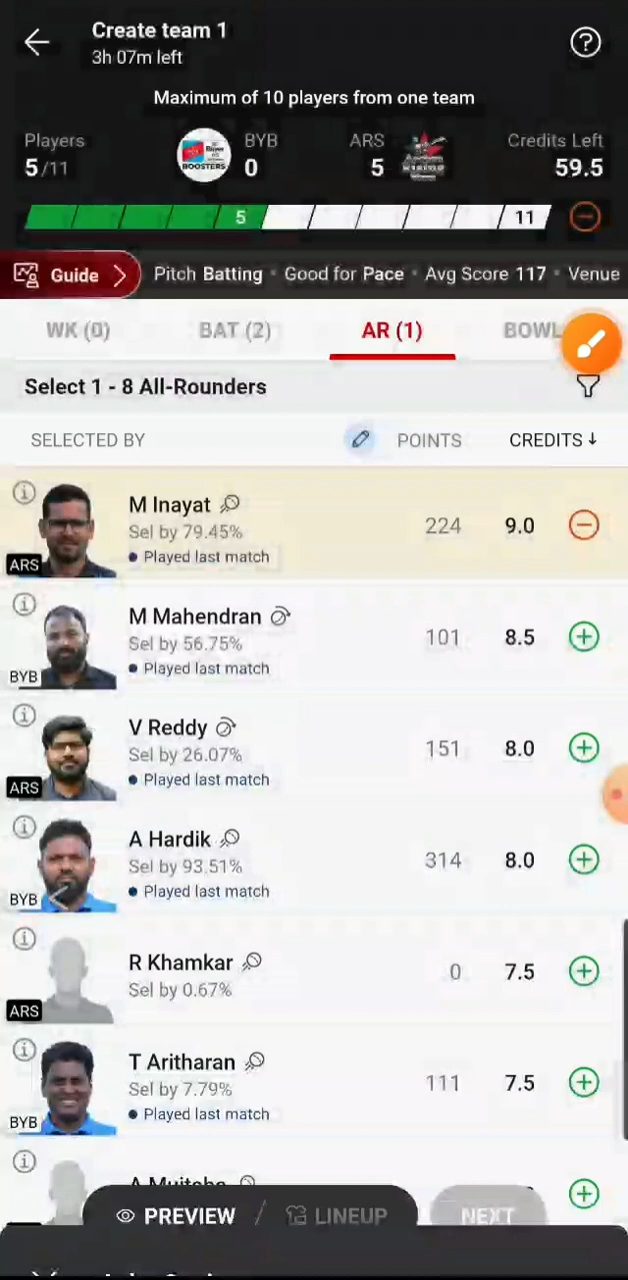 Create team 1
3h 07m left
Maximum of 10 players from one team
Players
5/11
BOOSTERS
BYB
0
ARS
5
Credits Left
59.5
5
11
Guide
Pitch Batting • Good for Pace • Avg Score 117 • Venue
WK (0)
BAT (2)
AR (1)
BOWL
Select 1 - 8 All-Rounders
SELECTED BY
POINTS
CREDITS ↓
M Inayat
Sel by 79.45%
• Played last match
ARS
224
9.0
M Mahendran
Sel by 56.75%
• Played last match
BYB
101
8.5
V Reddy
Sel by 26.07%
• Played last match
ARS
151
8.0
A Hardik
Sel by 93.51%
• Played last match
BYB
314
8.0
R Khamkar
Sel by 0.67%
ARS
0
7.5
T Aritharan
Sel by 7.79%
• Played last match
BYB
111
7.5
PREVIEW / LINEUP
NEXT